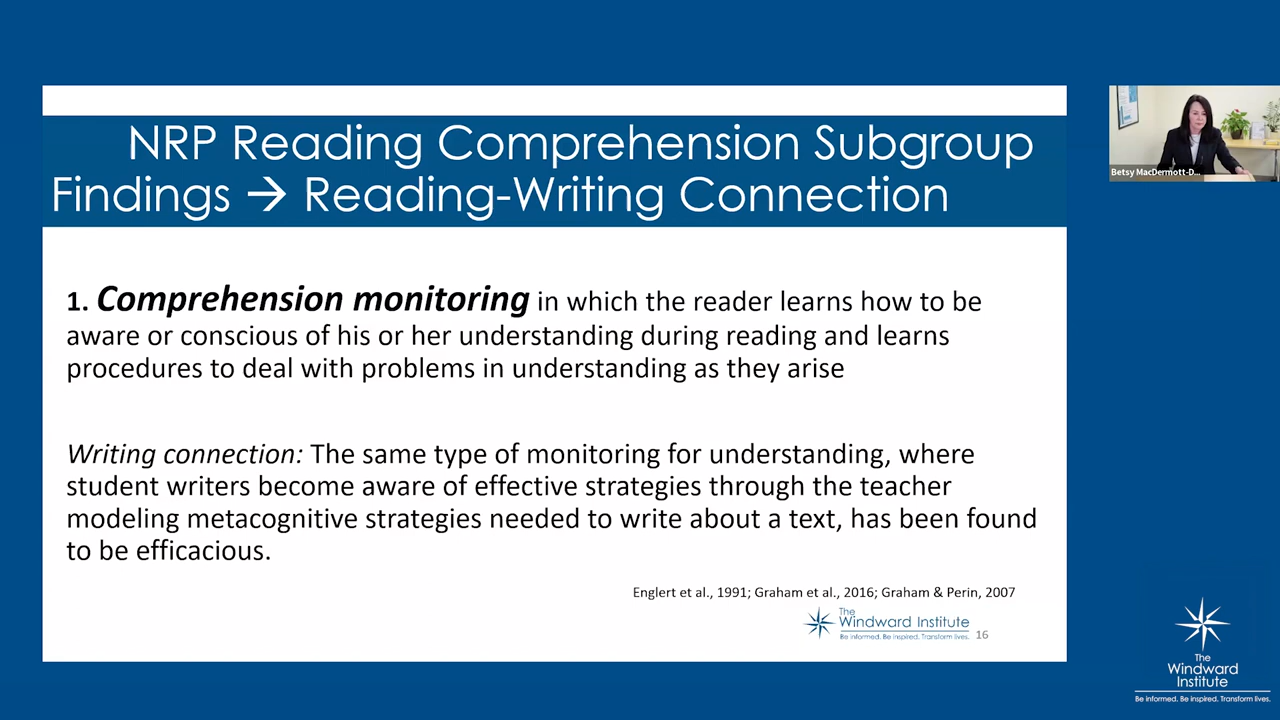 NRP Reading Comprehension Subgroup
Findings → Reading-Writing Connection
Betsy MacDermott-D...
1. Comprehension monitoring in which the reader learns how to be
aware or conscious of his or her understanding during reading and learns
procedures to deal with problems in understanding as they arise
Writing connection: The same type of monitoring for understanding, where
student writers become aware of effective strategies through the teacher
modeling metacognitive strategies needed to write about a text, has been found
to be efficacious.
Englert et al., 1991; Graham et al., 2016; Graham & Perin, 2007
The
Windward Institute
Be informed. Be inspired. Transform lives.
16
The
Windward
Institute
Be informed. Be inspired. Transform lives.